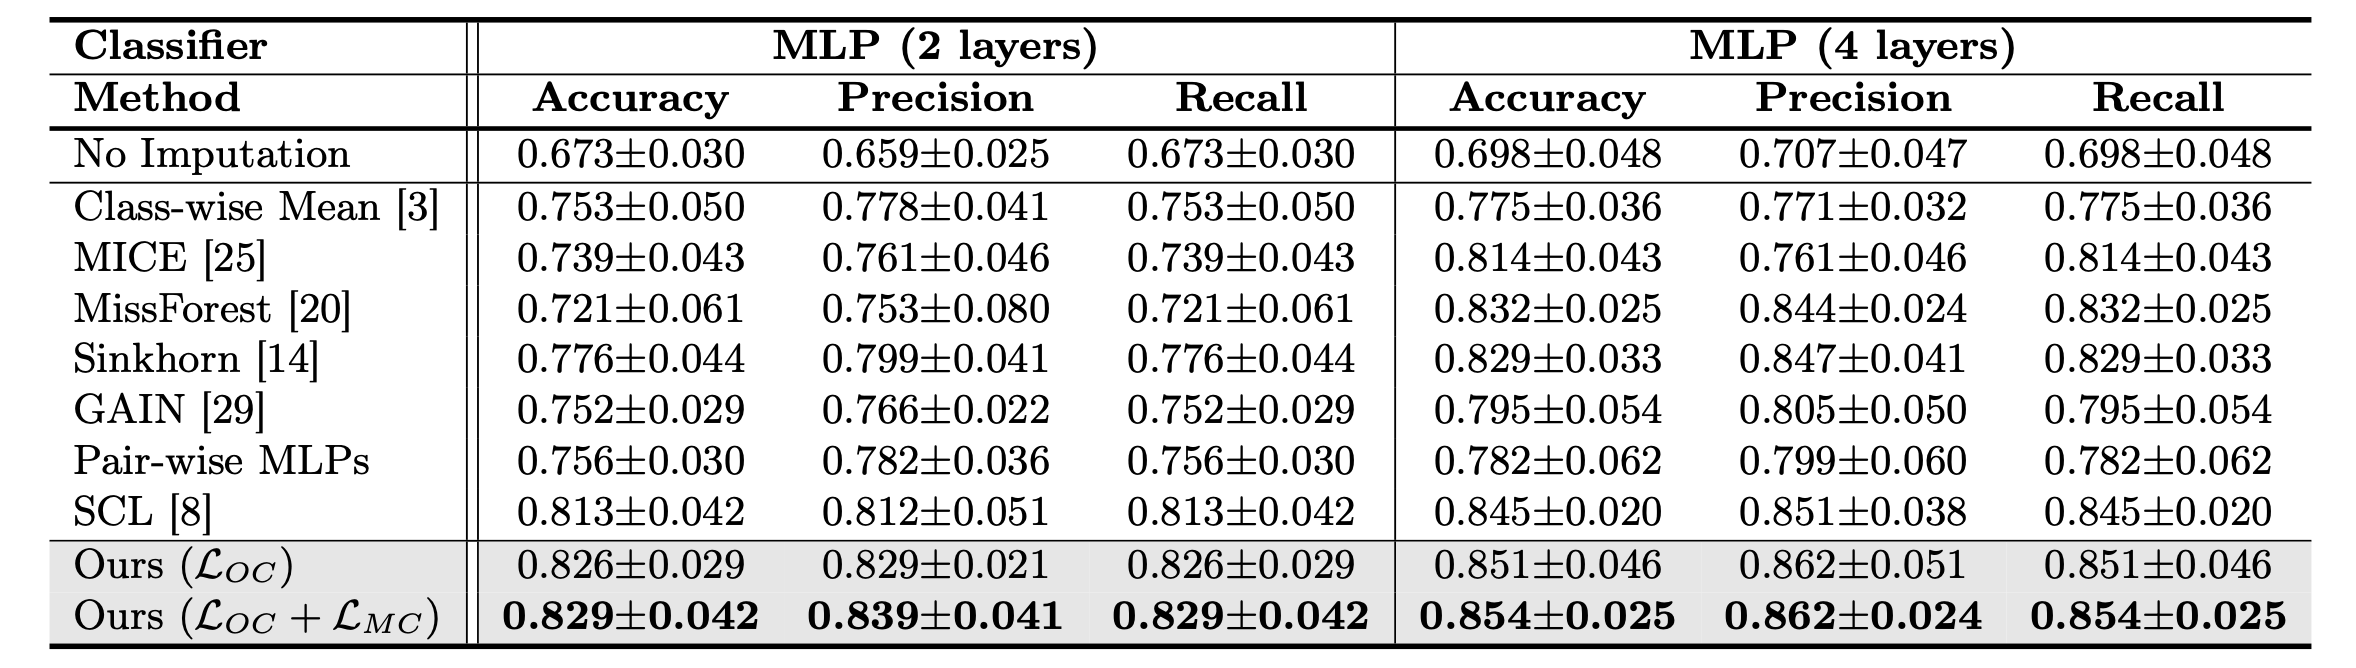 Classifier MLP (2 layers) MLP (4 layers)
Method Accuracy Precision Recall Accuracy Precision Recall
No Imputation 0.673±0.030 0.659±0.025 0.673±0.030 0.698±0.048 0.707±0.047 0.698±0.048
Class-wise Mean [3] 0.753±0.050 0.778±0.041 0.753±0.050 0.775±0.036 0.771±0.032 0.775±0.036
MICE [25] 0.739±0.043 0.761±0.046 0.739±0.043 0.814±0.043 0.761±0.046 0.814±0.043
MissForest [20] 0.721±0.061 0.753±0.080 0.721±0.061 0.832±0.025 0.844±0.024 0.832±0.025
Sinkhorn [14] 0.776±0.044 0.799±0.041 0.776±0.044 0.829±0.033 0.847±0.041 0.829±0.033
GAIN [29] 0.752±0.029 0.766±0.022 0.752±0.029 0.795±0.054 0.805±0.050 0.795±0.054
Pair-wise MLPs 0.756±0.030 0.782±0.036 0.756±0.030 0.782±0.062 0.799±0.060 0.782±0.062
SCL [8] 0.813±0.042 0.812±0.051 0.813±0.042 0.845±0.020 0.851±0.038 0.845±0.020
Ours (ℒOC) 0.826±0.029 0.829±0.021 0.826±0.029 0.851±0.046 0.862±0.051 0.851±0.046
Ours (ℒOC + ℒMC) 0.829±0.042 0.839±0.041 0.829±0.042 0.854±0.025 0.862±0.024 0.854±0.025